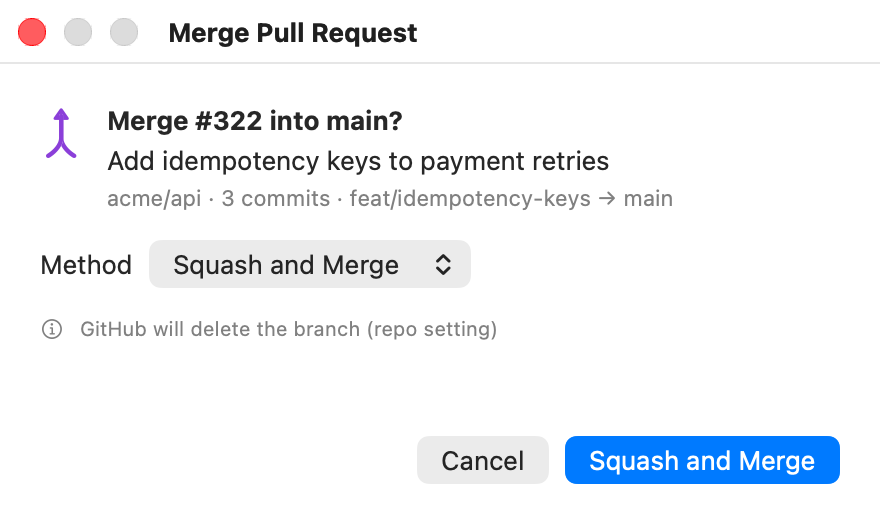 Merge Pull Request
Merge #322 into main?
Add idempotency keys to payment retries
acme/api · 3 commits · feat/idempotency-keys → main
Method Squash and Merge
GitHub will delete the branch (repo setting)
Cancel Squash and Merge